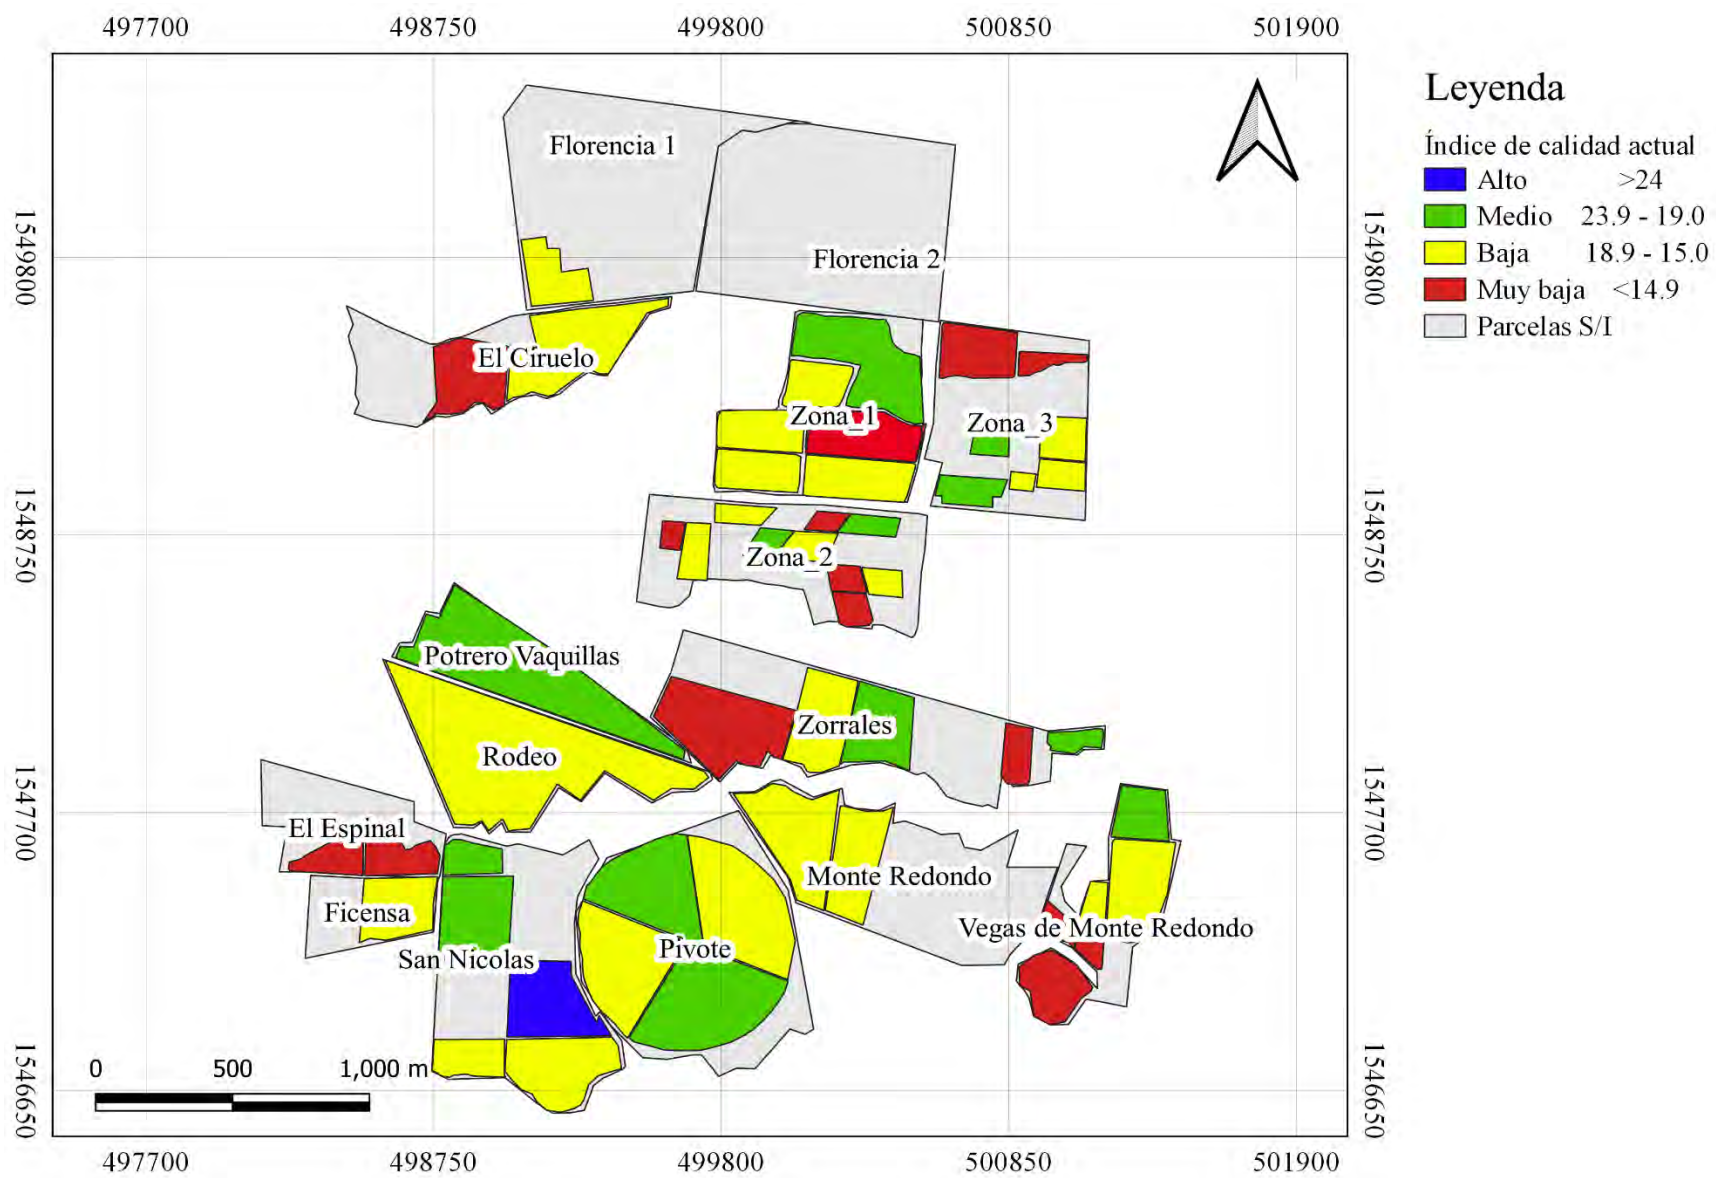 497700 498750 499800 500850 501900
Leyenda
Índice de calidad actual
Alto >24
Medio 23.9 - 19.0
Baja 18.9 - 15.0
Muy baja <14.9
Parcelas S/I
Florencia 1
Florencia 2
1549800 1549800
El Ciruelo
Zona_1
Zona_3
1548750 1548750
Zona_2
Potrero Vaquillas
Zorrales
Rodeo
1547700 1547700
El Espinal
Monte Redondo
Ficensa
Vegas de Monte Redondo
Pivote
San Nicolas
0 500 1,000 m
1546650 1546650
497700 498750 499800 500850 501900